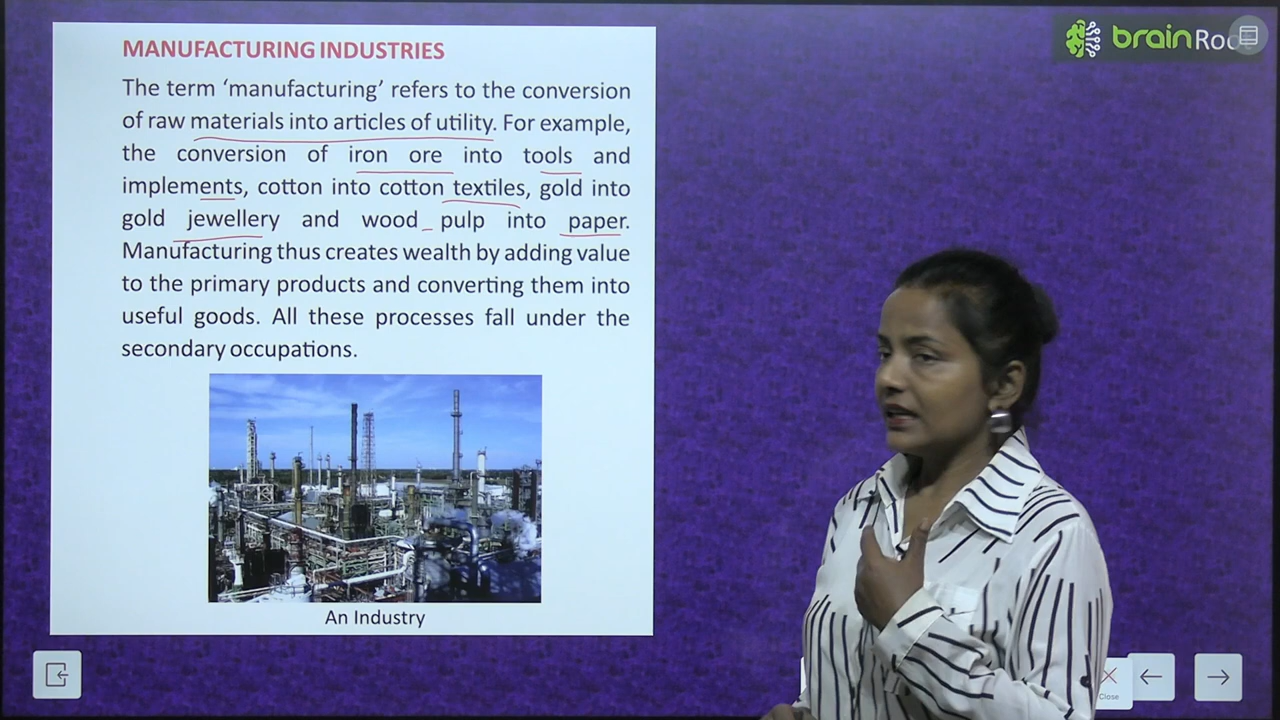 MANUFACTURING INDUSTRIES
The term ‘manufacturing’ refers to the conversion
of raw materials into articles of utility. For example,
the conversion of iron ore into tools and
implements, cotton into cotton textiles, gold into
gold jewellery and wood pulp into paper.
Manufacturing thus creates wealth by adding value
to the primary products and converting them into
useful goods. All these processes fall under the
secondary occupations.
An Industry
brainRo
Close